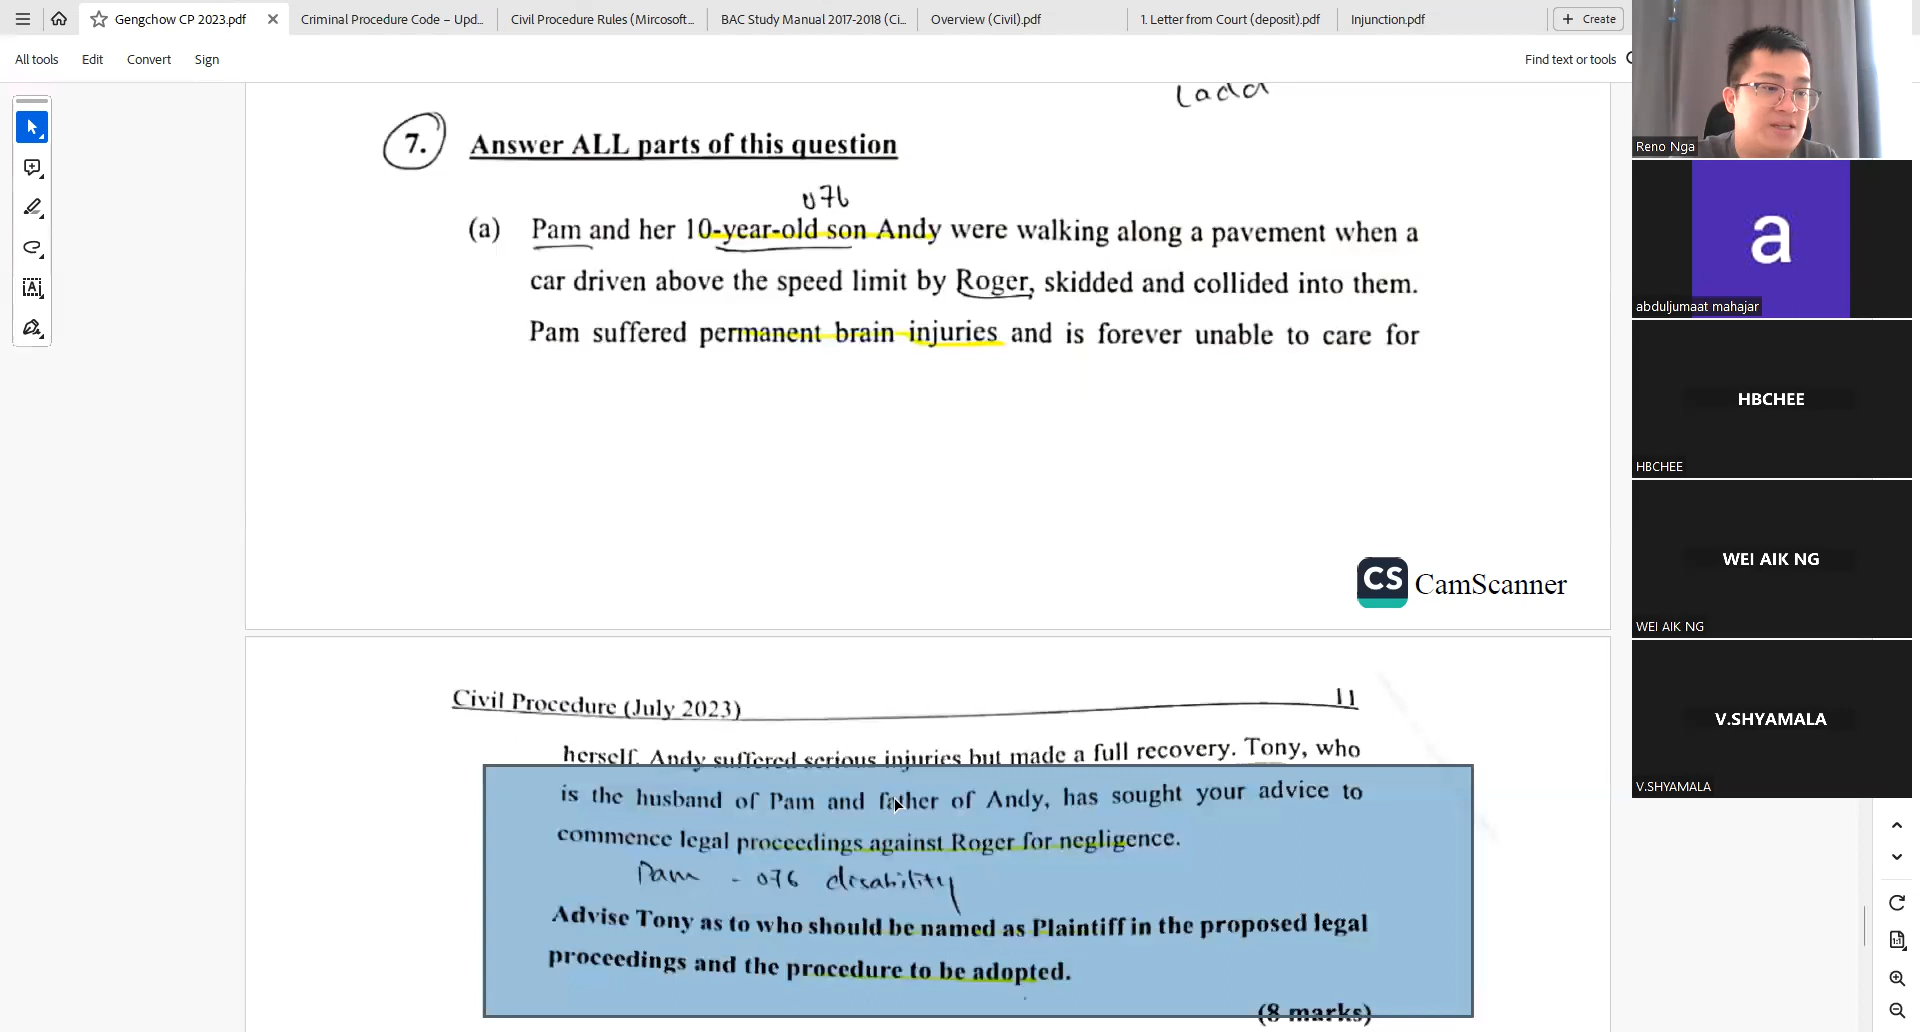 Gengchow CP 2023.pdf
Criminal Procedure Code – Upd...
Civil Procedure Rules (Mircosoft...
BAC Study Manual 2017-2018 (Ci...
Overview (Civil).pdf
1. Letter from Court (deposit).pdf
Injunction.pdf
+ Create
All tools Edit Convert Sign
Find text or tools
7. Answer ALL parts of this question
O76
(a) Pam and her 10-year-old son Andy were walking along a pavement when a
car driven above the speed limit by Roger, skidded and collided into them.
Pam suffered permanent brain injuries and is forever unable to care for
CS CamScanner
Civil Procedure (July 2023) 11
herself. Andy suffered serious injuries but made a full recovery. Tony, who
is the husband of Pam and father of Andy, has sought your advice to
commence legal proceedings against Roger for negligence.
Pam - O76 disability
Advise Tony as to who should be named as Plaintiff in the proposed legal
proceedings and the procedure to be adopted.
(8 marks)
Reno Nga
a
abduljumaat mahajar
HBCHEE
HBCHEE
WEI AIK NG
WEI AIK NG
V.SHYAMALA
V.SHYAMALA